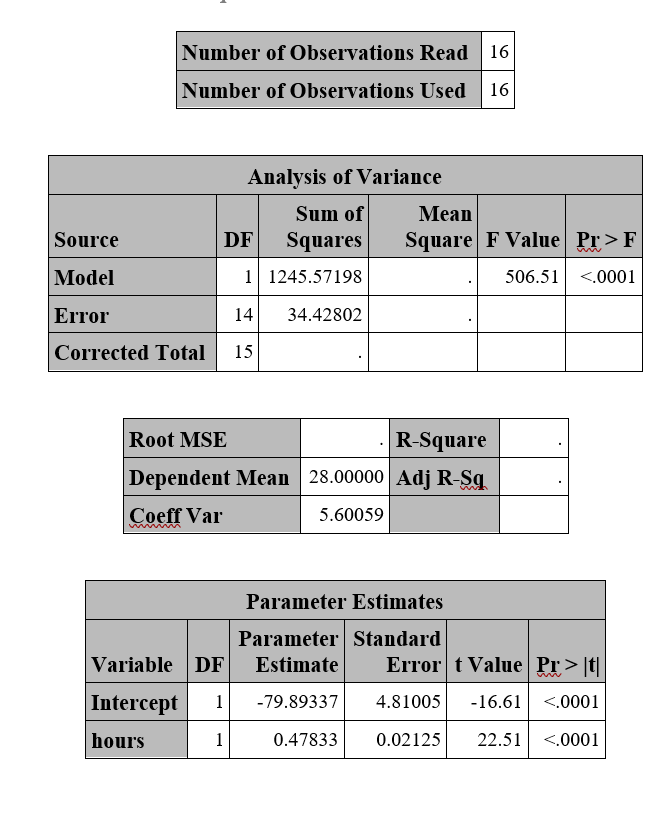 Number of Observations Read 16
Number of Observations Used 16
Analysis of Variance
Sum of Mean
Source DF Squares Square F Value Pr > F
Model 1 1245.57198 . 506.51 <.0001
Error 14 34.42802 .
Corrected Total 15 .
Root MSE . R-Square .
Dependent Mean 28.00000 Adj R-Sq .
Coeff Var 5.60059
Parameter Estimates
Parameter Standard
Variable DF Estimate Error t Value Pr > |t|
Intercept 1 -79.89337 4.81005 -16.61 <.0001
hours 1 0.47833 0.02125 22.51 <.0001